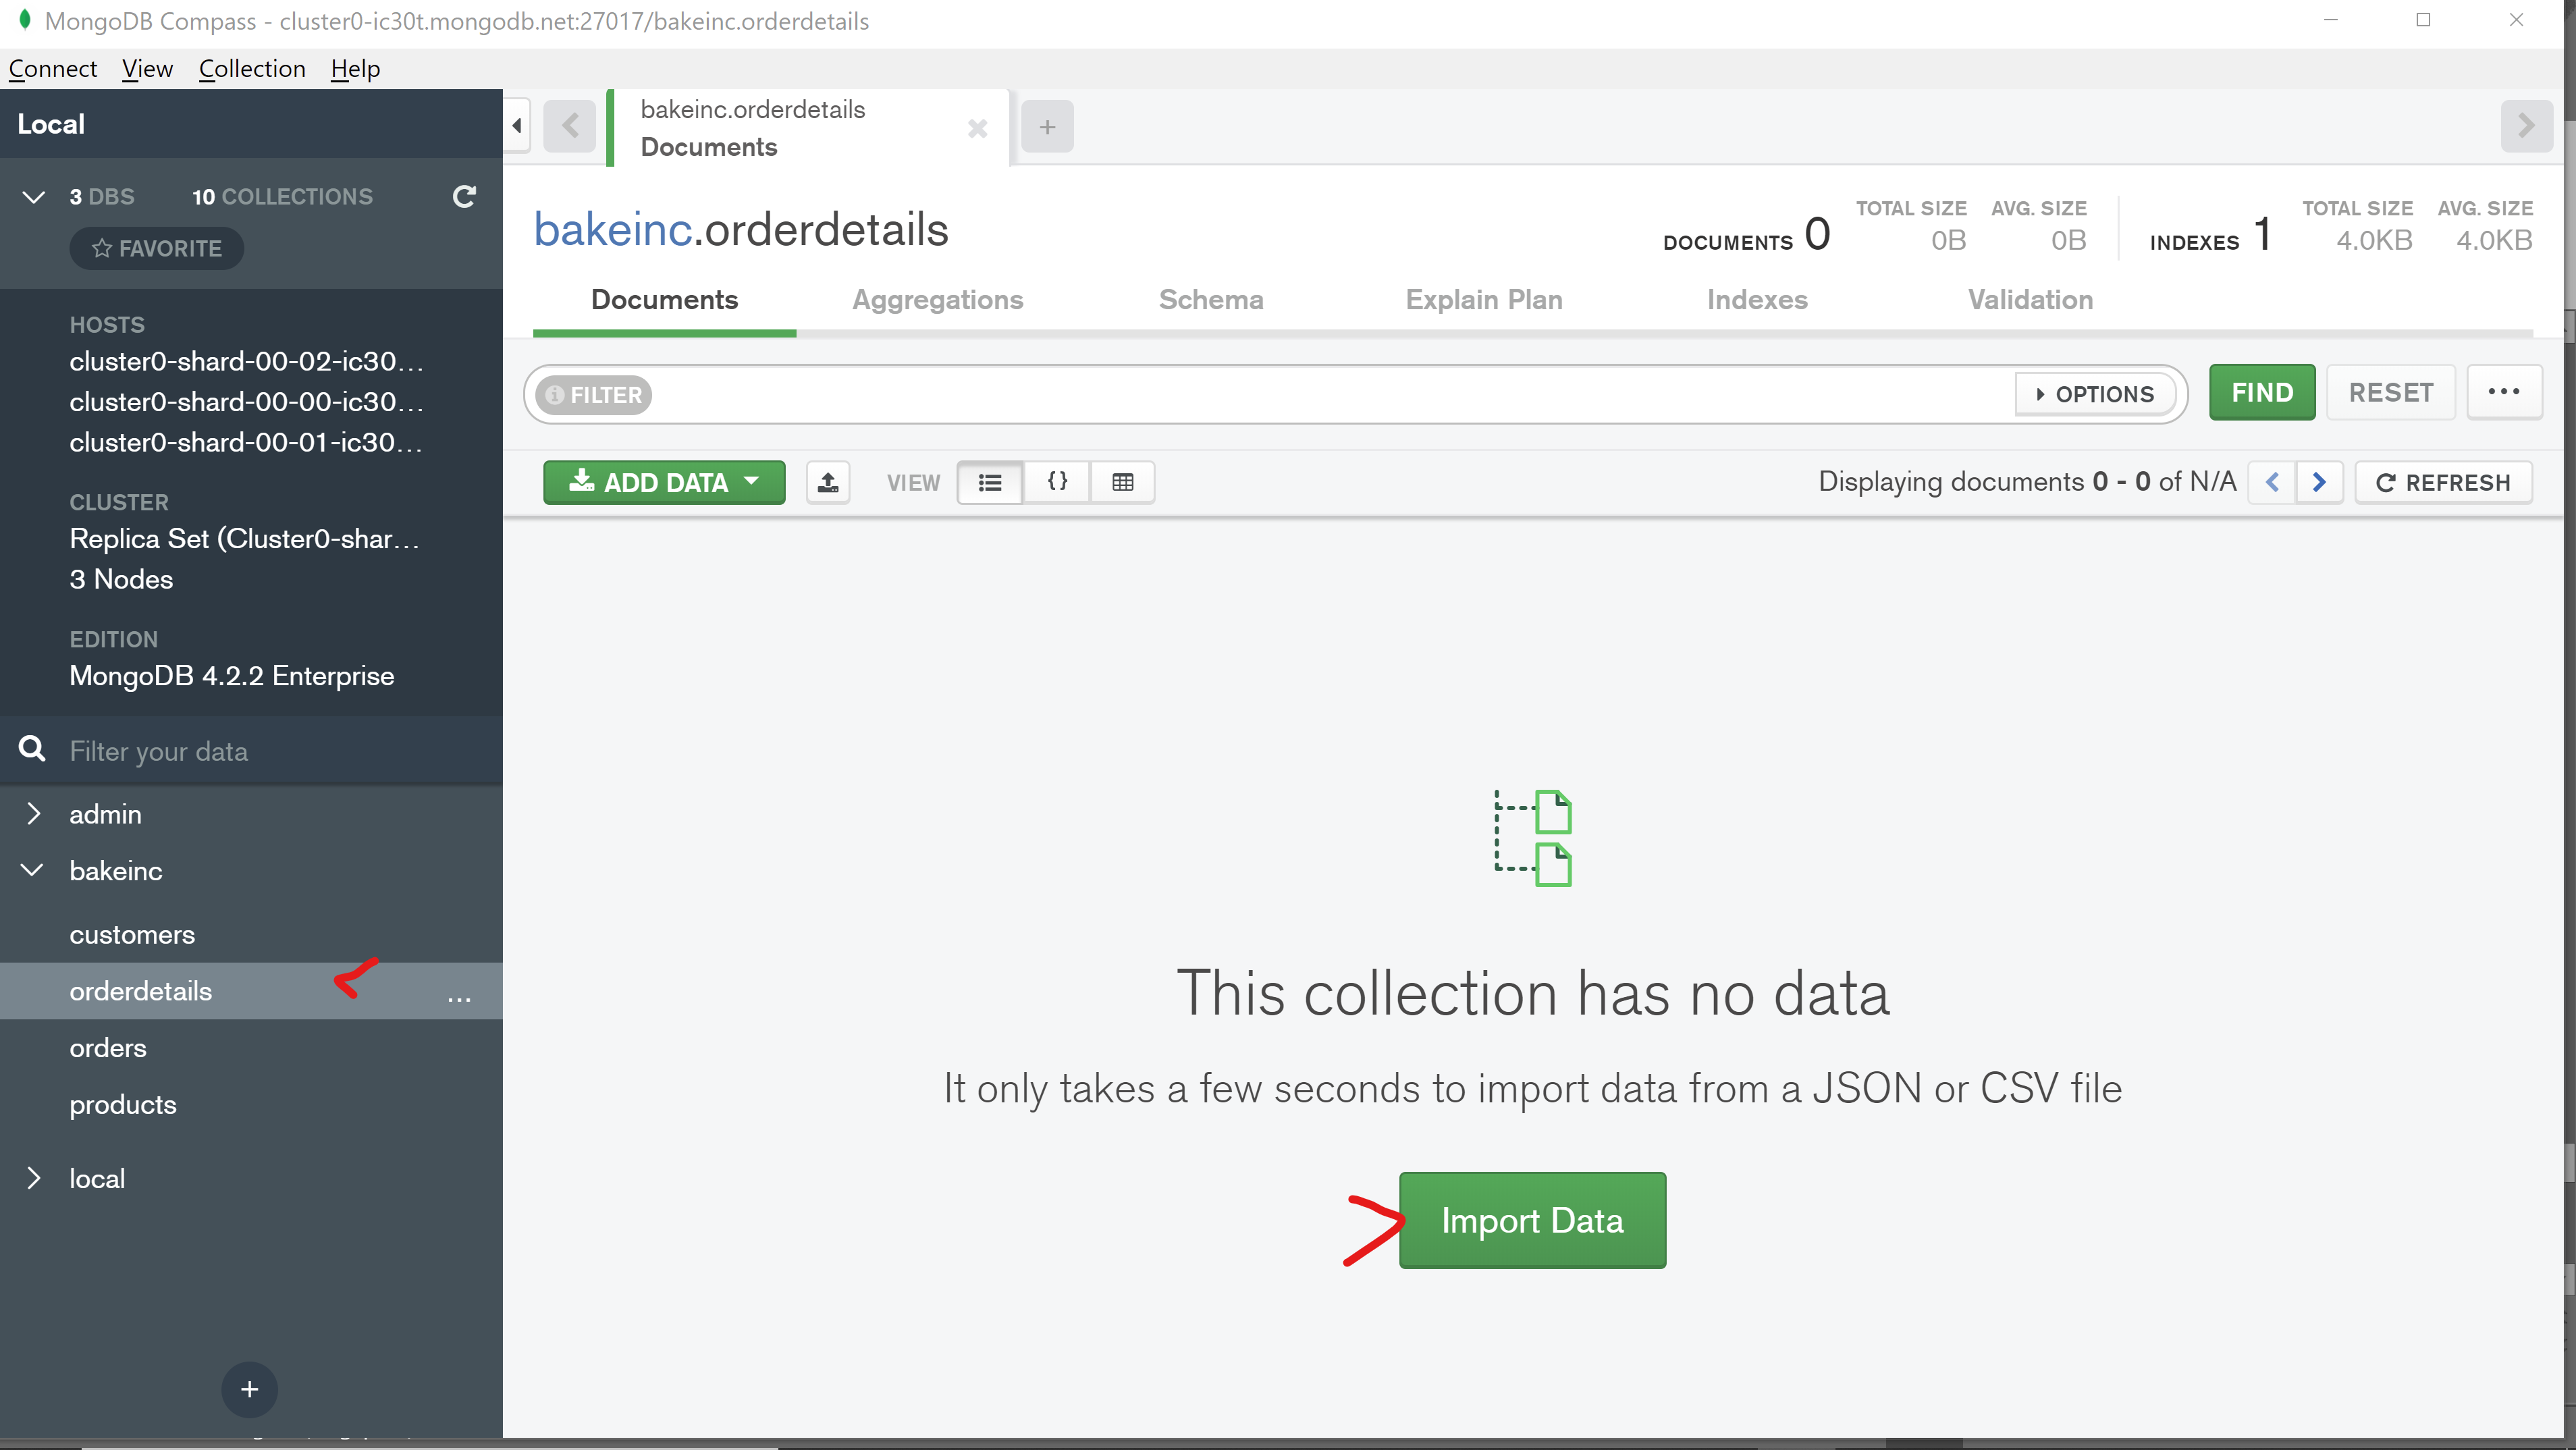 MongoDB Compass - cluster0-ic30t.mongodb.net:27017/bakeinc.orderdetails
Connect View Collection Help
Local
3 DBS 10 COLLECTIONS
FAVORITE
HOSTS
cluster0-shard-00-02-ic30...
cluster0-shard-00-00-ic30...
cluster0-shard-00-01-ic30...
CLUSTER
Replica Set (Cluster0-shar...
3 Nodes
EDITION
MongoDB 4.2.2 Enterprise
Filter your data
admin
bakeinc
customers
orderdetails ...
orders
products
local
+
bakeinc.orderdetails
Documents
+
bakeinc.orderdetails
DOCUMENTS 0 TOTAL SIZE 0B AVG. SIZE 0B
INDEXES 1 TOTAL SIZE 4.0KB AVG. SIZE 4.0KB
Documents Aggregations Schema Explain Plan Indexes Validation
FILTER OPTIONS FIND RESET ...
ADD DATA VIEW {} Displaying documents 0 - 0 of N/A REFRESH
This collection has no data
It only takes a few seconds to import data from a JSON or CSV file
Import Data